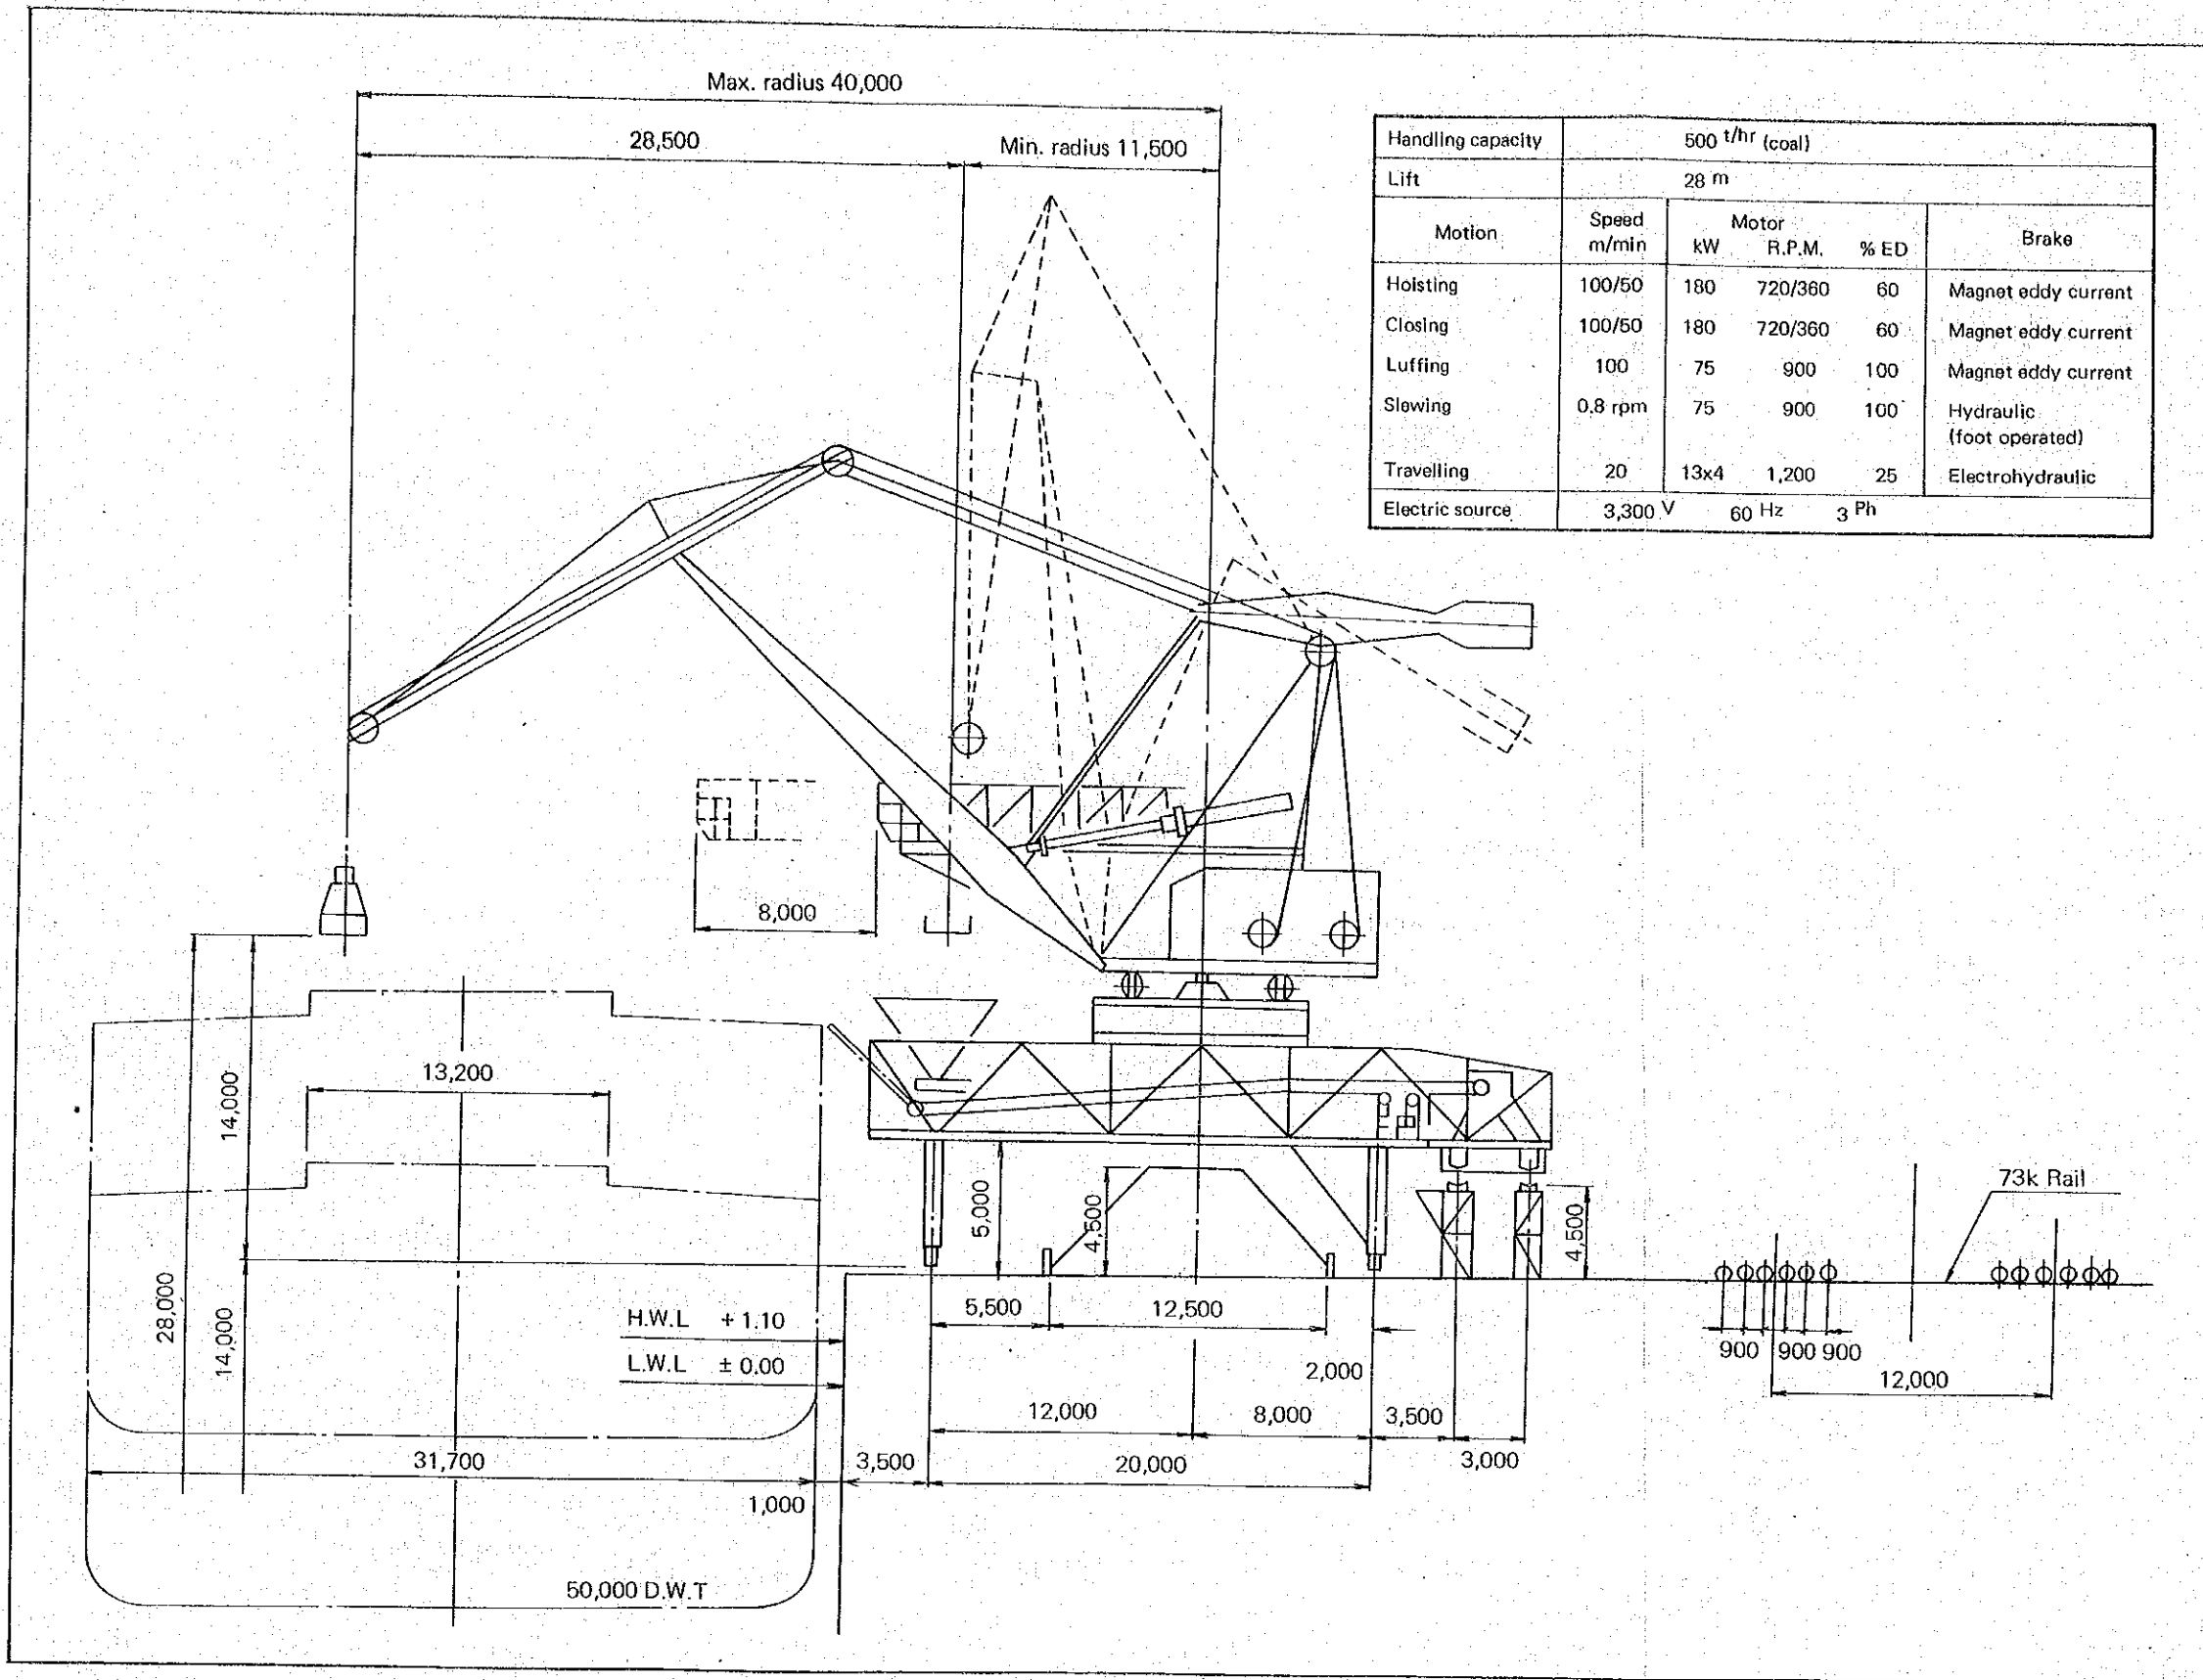 Max. radius 40,000
28,500
Min. radius 11,500
Handling capacity 500 t/hr (coal)
Lift 28 m
Motion Speed m/min Motor kW R.P.M. % ED Brake
Hoisting 100/50 180 720/360 60 Magnet eddy current
Closing 100/50 180 720/360 60 Magnet eddy current
Luffing 100 75 900 100 Magnet eddy current
Slewing 0.8 rpm 75 900 100 Hydraulic
(foot operated)
Travelling 20 13x4 1,200 25 Electrohydraulic
Electric source 3,300 V 60 Hz 3 Ph
8,000
14,000
13,200
28,000
14,000
5,000
4,500
4,500
73k Rail
H.W.L + 1.10
L.W.L ± 0.00
5,500
12,500
2,000
900 900 900
12,000
12,000
8,000
3,500
31,700
3,500
20,000
3,000
1,000
50,000 D.W.T